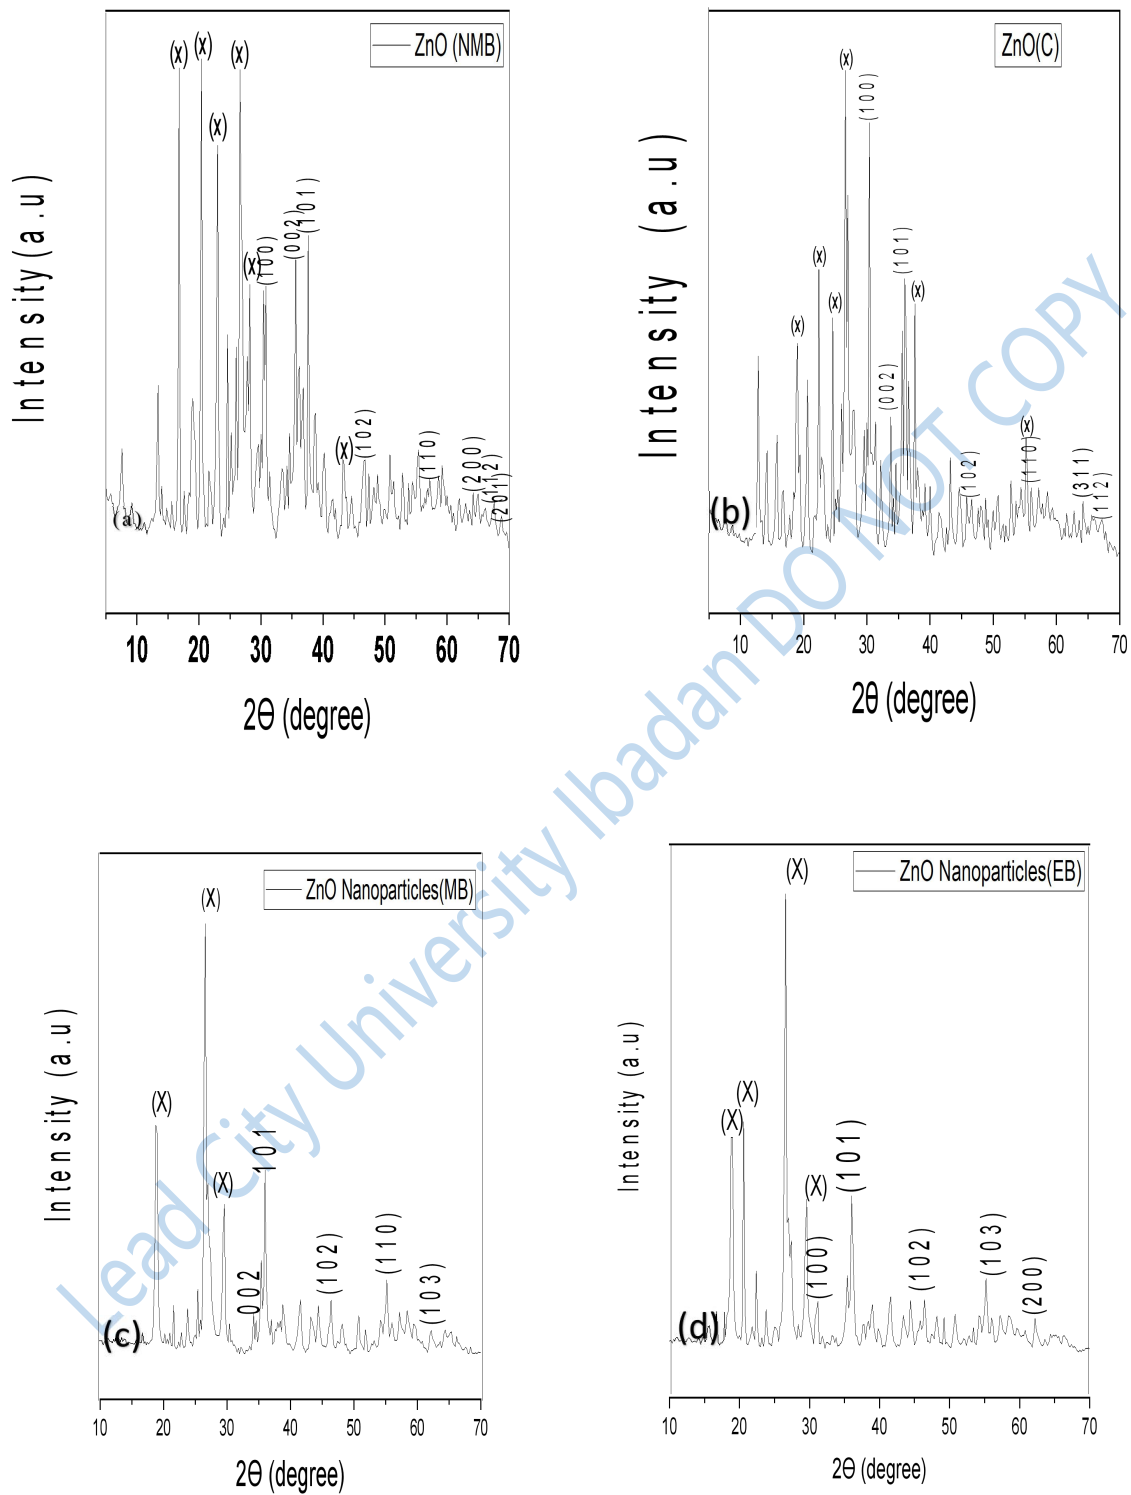 ZnO (NMB)
(x)
(x)
(x)
(x)
(x)
(100)
(002)
(101)
(x)
(102)
(110)
(200)
(112)
(201)
(a)
Intensity (a.u)
10 20 30 40 50 60 70
2Θ (degree)
ZnO(C)
(x)
(100)
(x)
(x)
(x)
(101)
(x)
(002)
(102)
(x)
(110)
(311)
(112)
(b)
Intensity (a.u)
10 20 30 40 50 60 70
2Θ (degree)
ZnO Nanoparticles(MB)
(X)
(X)
(X)
002
101
(102)
(110)
(103)
(c)
Intensity (a.u)
10 20 30 40 50 60 70
2Θ (degree)
ZnO Nanoparticles(EB)
(X)
(X)
(X)
(X)
(100)
(101)
(102)
(103)
(200)
(d)
Intensity (a.u)
10 20 30 40 50 60 70
2Θ (degree)
Lead City University Ibadan DO NOT COPY